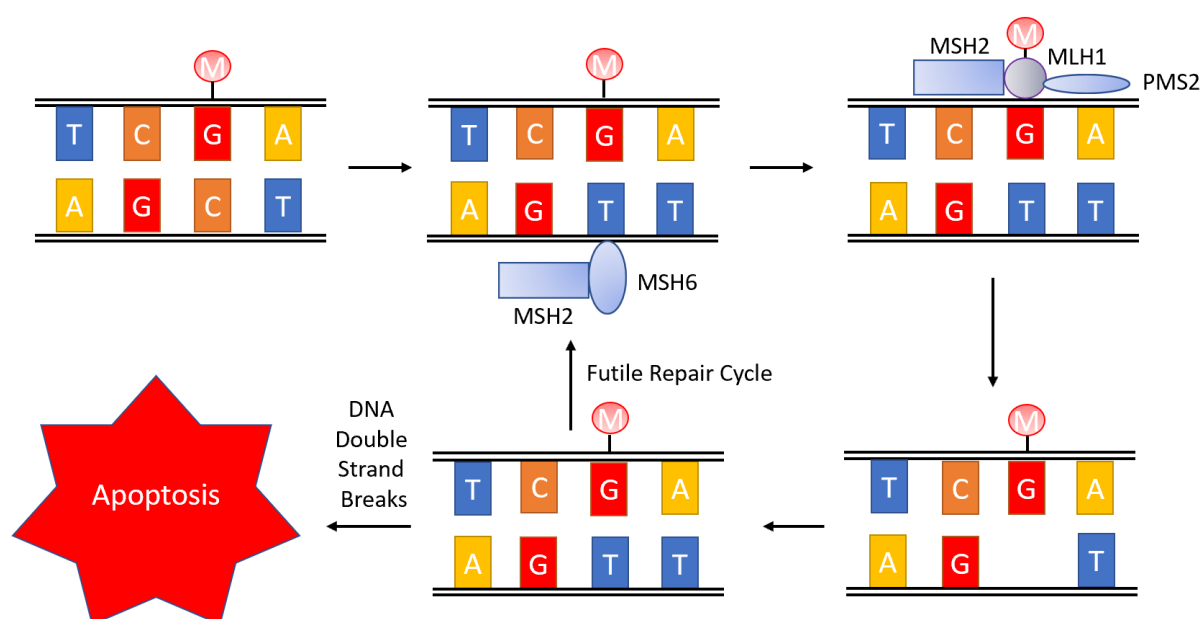 M
T C G A
A G C T
M
T C G A
A G T T
MSH2
MSH6
M
MSH2
MLH1
PMS2
T C G A
A G T T
M
T C G A
A G T
Futile Repair Cycle
M
T C G A
A G T T
DNA
Double
Strand
Breaks
Apoptosis